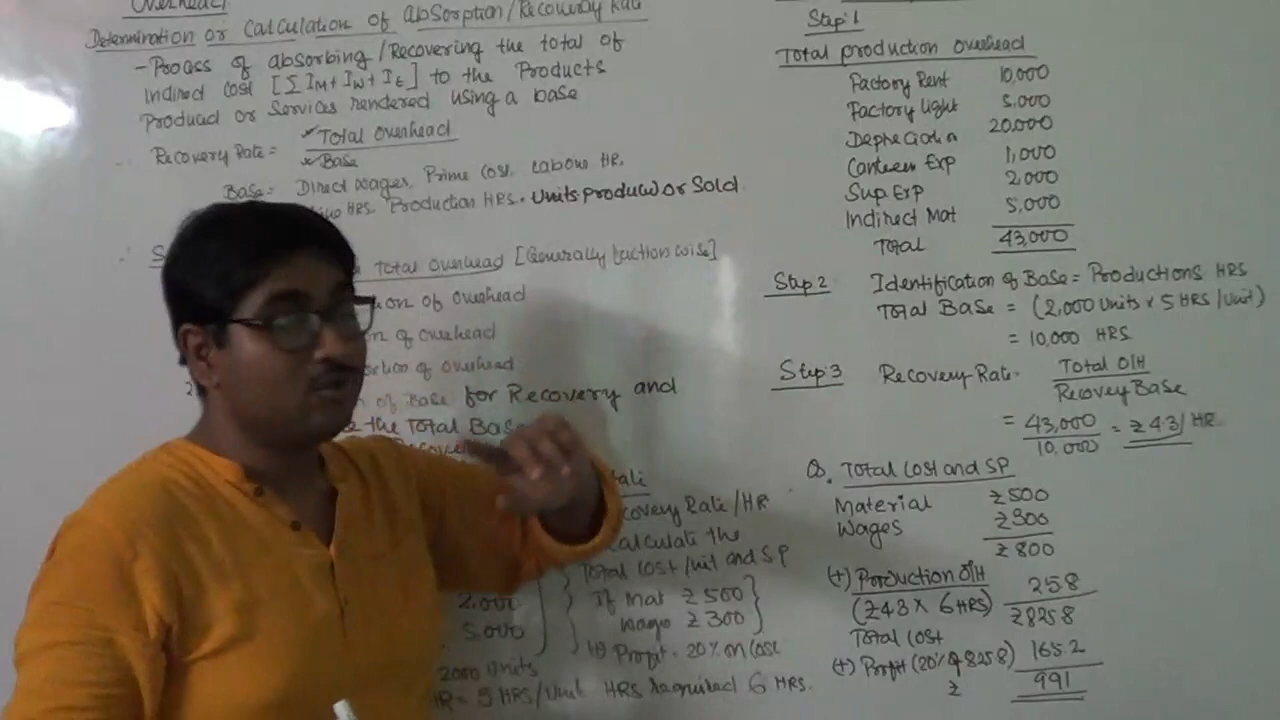 Overhead
Determination or Calculation of absorption/Recovery Rate
- Process of absorbing/Recovering the total of
Indirect cost [Σ IM + IW + IE] to the Products
Produced or Services rendered using a base
Recovery Rate = Total overhead
Base
Base = Direct wages, Prime Cost, Labour HR.
HRS. Production HRS. Units produced or Sold
Total overhead [Generally function wise]
of overhead
of overhead
of overhead
of Base for Recovery and
the Total Base
Recovery Rate/HR
Calculate the
Total Cost/unit and SP
2,000
If Mat ₹500
5,000
Wages ₹300
(+) Profit = 20% on Cost
2000 Units
HR = 5 HRS/Unit HRS required 6 HRS.
Step 1
Total production overhead
Factory Rent 10,000
Factory light 5,000
Depreciation 20,000
Canteen Exp 1,000
Sup Exp 2,000
Indirect Mat 5,000
Total 43,000
Step 2 Identification of Base = Productions HRS
Total Base = (2,000 Units × 5 HRS/Unit)
= 10,000 HRS
Step 3 Recovery Rate. Total O/H
Recovey Base
= 43,000 = ₹4.3/HR.
10,000
Q. Total Cost and SP
Material ₹500
Wages ₹300
₹800
(+) Production O/H 25.8
(₹4.3 × 6 HRS) ₹825.8
Total Cost
(+) Profit (20% of 825.8) 165.2
₹ 991